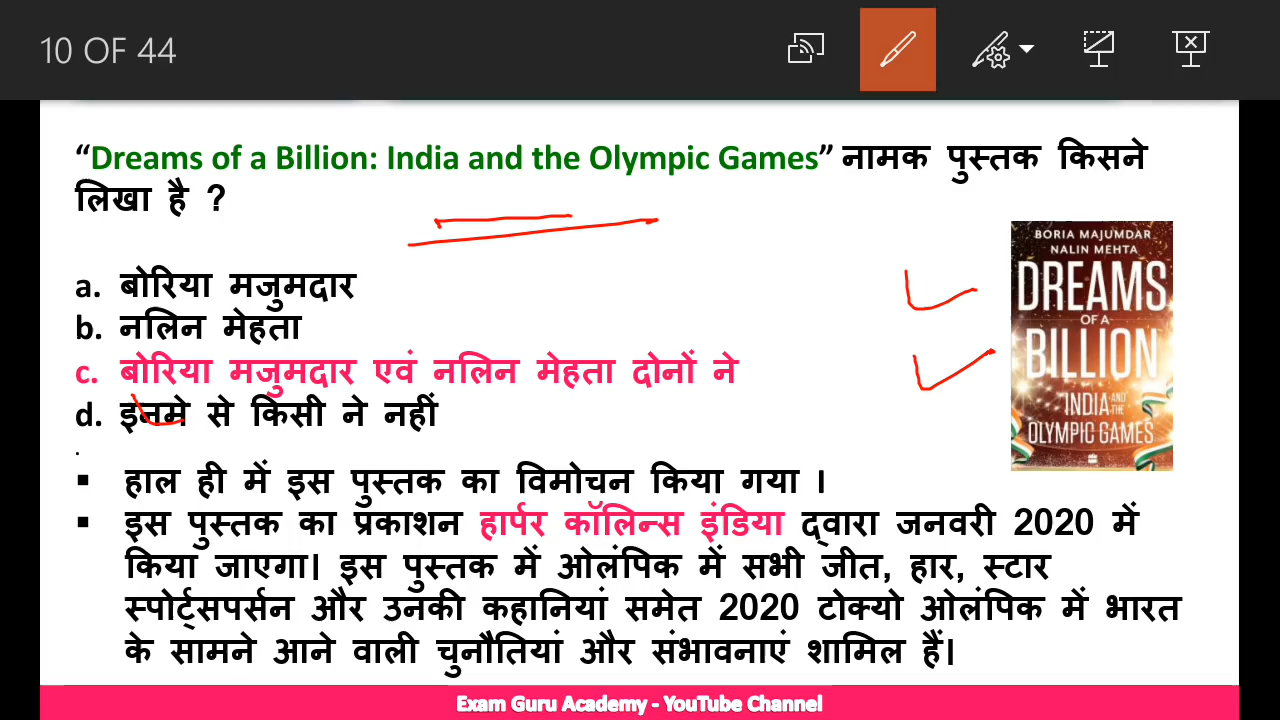 10 OF 44
“Dreams of a Billion: India and the Olympic Games” नामक पुस्तक किसने
लिखा है ?
a. बोरिया मजुमदार
b. नलिन मेहता
c. बोरिया मजुमदार एवं नलिन मेहता दोनों ने
d. इनमे से किसी ने नहीं
.
▪ हाल ही में इस पुस्तक का विमोचन किया गया ।
▪ इस पुस्तक का प्रकाशन हार्पर कॉलिन्स इंडिया द्वारा जनवरी 2020 में
किया जाएगा। इस पुस्तक में ओलंपिक में सभी जीत, हार, स्टार
स्पोर्ट्सपर्सन और उनकी कहानियां समेत 2020 टोक्यो ओलंपिक में भारत
के सामने आने वाली चुनौतियां और संभावनाएं शामिल हैं।
BORIA MAJUMDAR
NALIN MEHTA
DREAMS
OF A
BILLION
INDIA AND THE
OLYMPIC GAMES
Exam Guru Academy - YouTube Channel